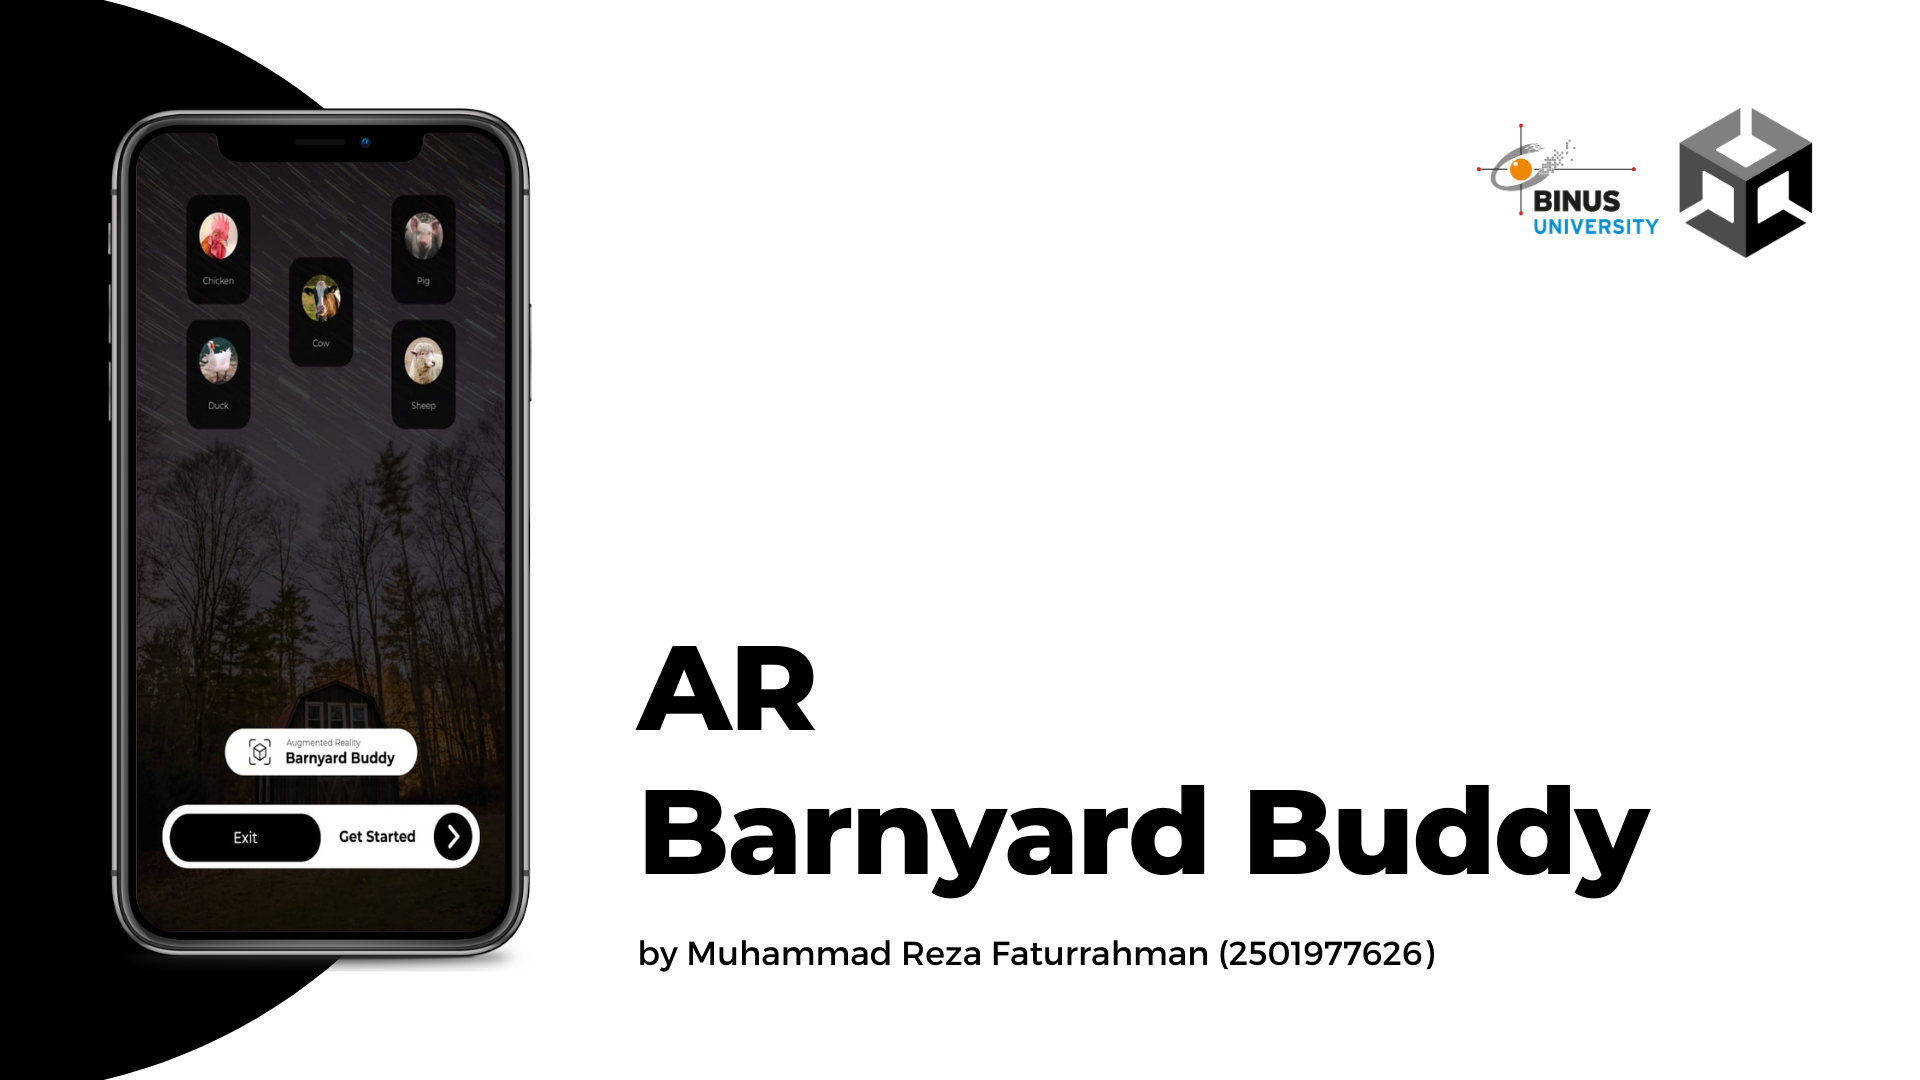 Chicken
Pig
Cow
Duck
Sheep
Augmented Reality
Barnyard Buddy
Exit
Get Started
BINUS
UNIVERSITY
AR
Barnyard Buddy
by Muhammad Reza Faturrahman (2501977626)